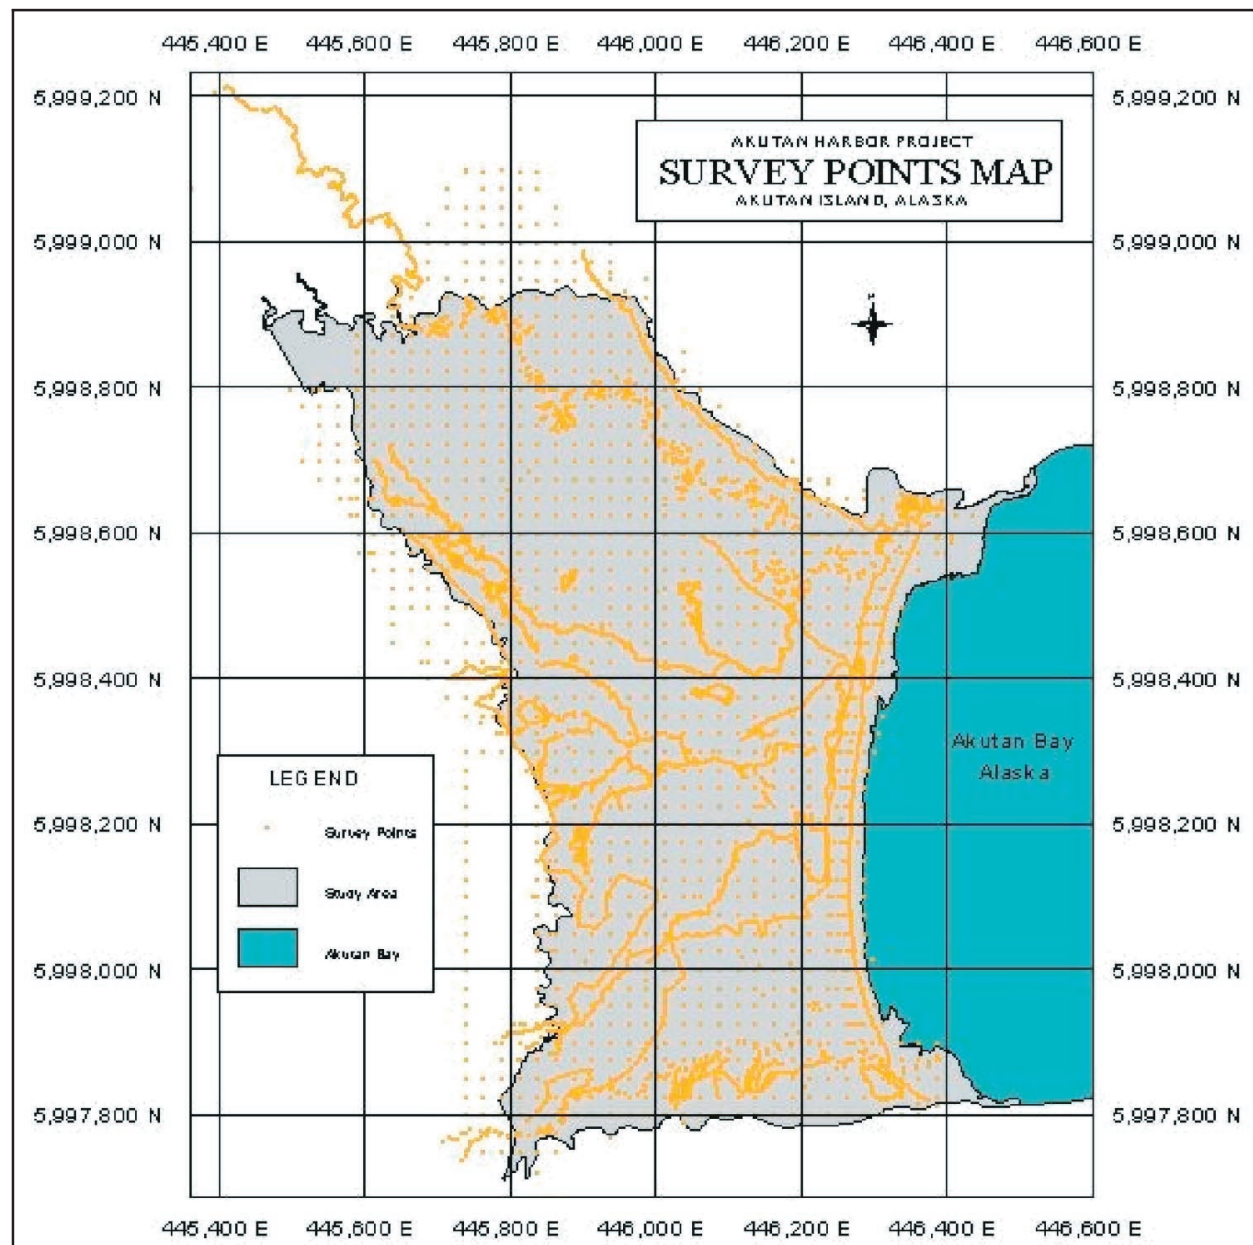 445,400 E 445,600 E 445,800 E 446,000 E 446,200 E 446,400 E 446,600 E
5,999,200 N 5,999,200 N
AKUTAN HARBOR PROJECT
SURVEY POINTS MAP
AKUTAN ISLAND, ALASKA
5,999,000 N 5,999,000 N
N
5,998,800 N 5,998,800 N
5,998,600 N 5,998,600 N
5,998,400 N 5,998,400 N
Akutan Bay
Alaska
LEGEND
Survey Points
Study Area
Akutan Bay
5,998,200 N 5,998,200 N
5,998,000 N 5,998,000 N
5,997,800 N 5,997,800 N
445,400 E 445,600 E 445,800 E 446,000 E 446,200 E 446,400 E 446,600 E